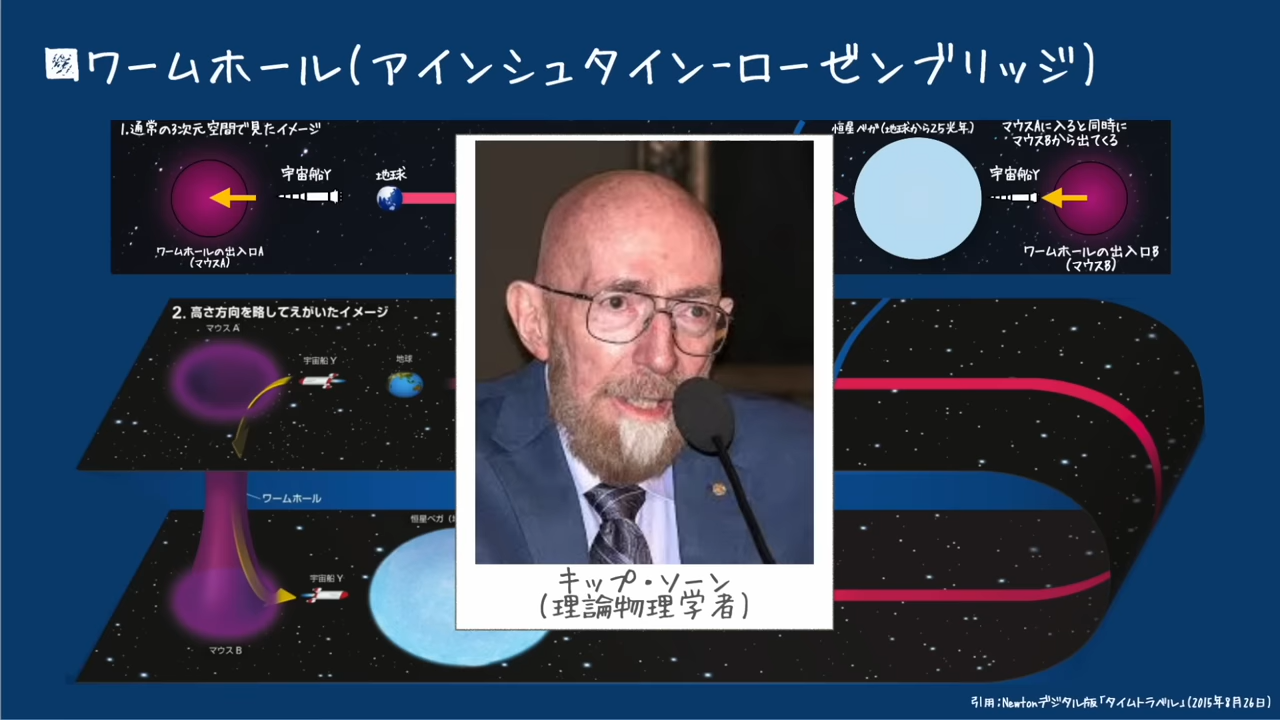 ワームホール(アインシュタイン-ローゼンブリッジ)
1.通常の3次元空間で見たイメージ
宇宙船Y
地球
ワームホールの出入口A
(マウスA)
恒星ベガ(地球から25光年)
マウスAに入ると同時に
マウスBから出てくる
宇宙船Y
ワームホールの出入口B
(マウスB)
2. 高さ方向を略してえがいたイメージ
マウス A
宇宙船 Y
地球
ワームホール
恒星ベガ
宇宙船 Y
マウス B
キップ・ソーン
(理論物理学者)
引用:Newtonデジタル版「タイムトラベル」(2015年8月26日)